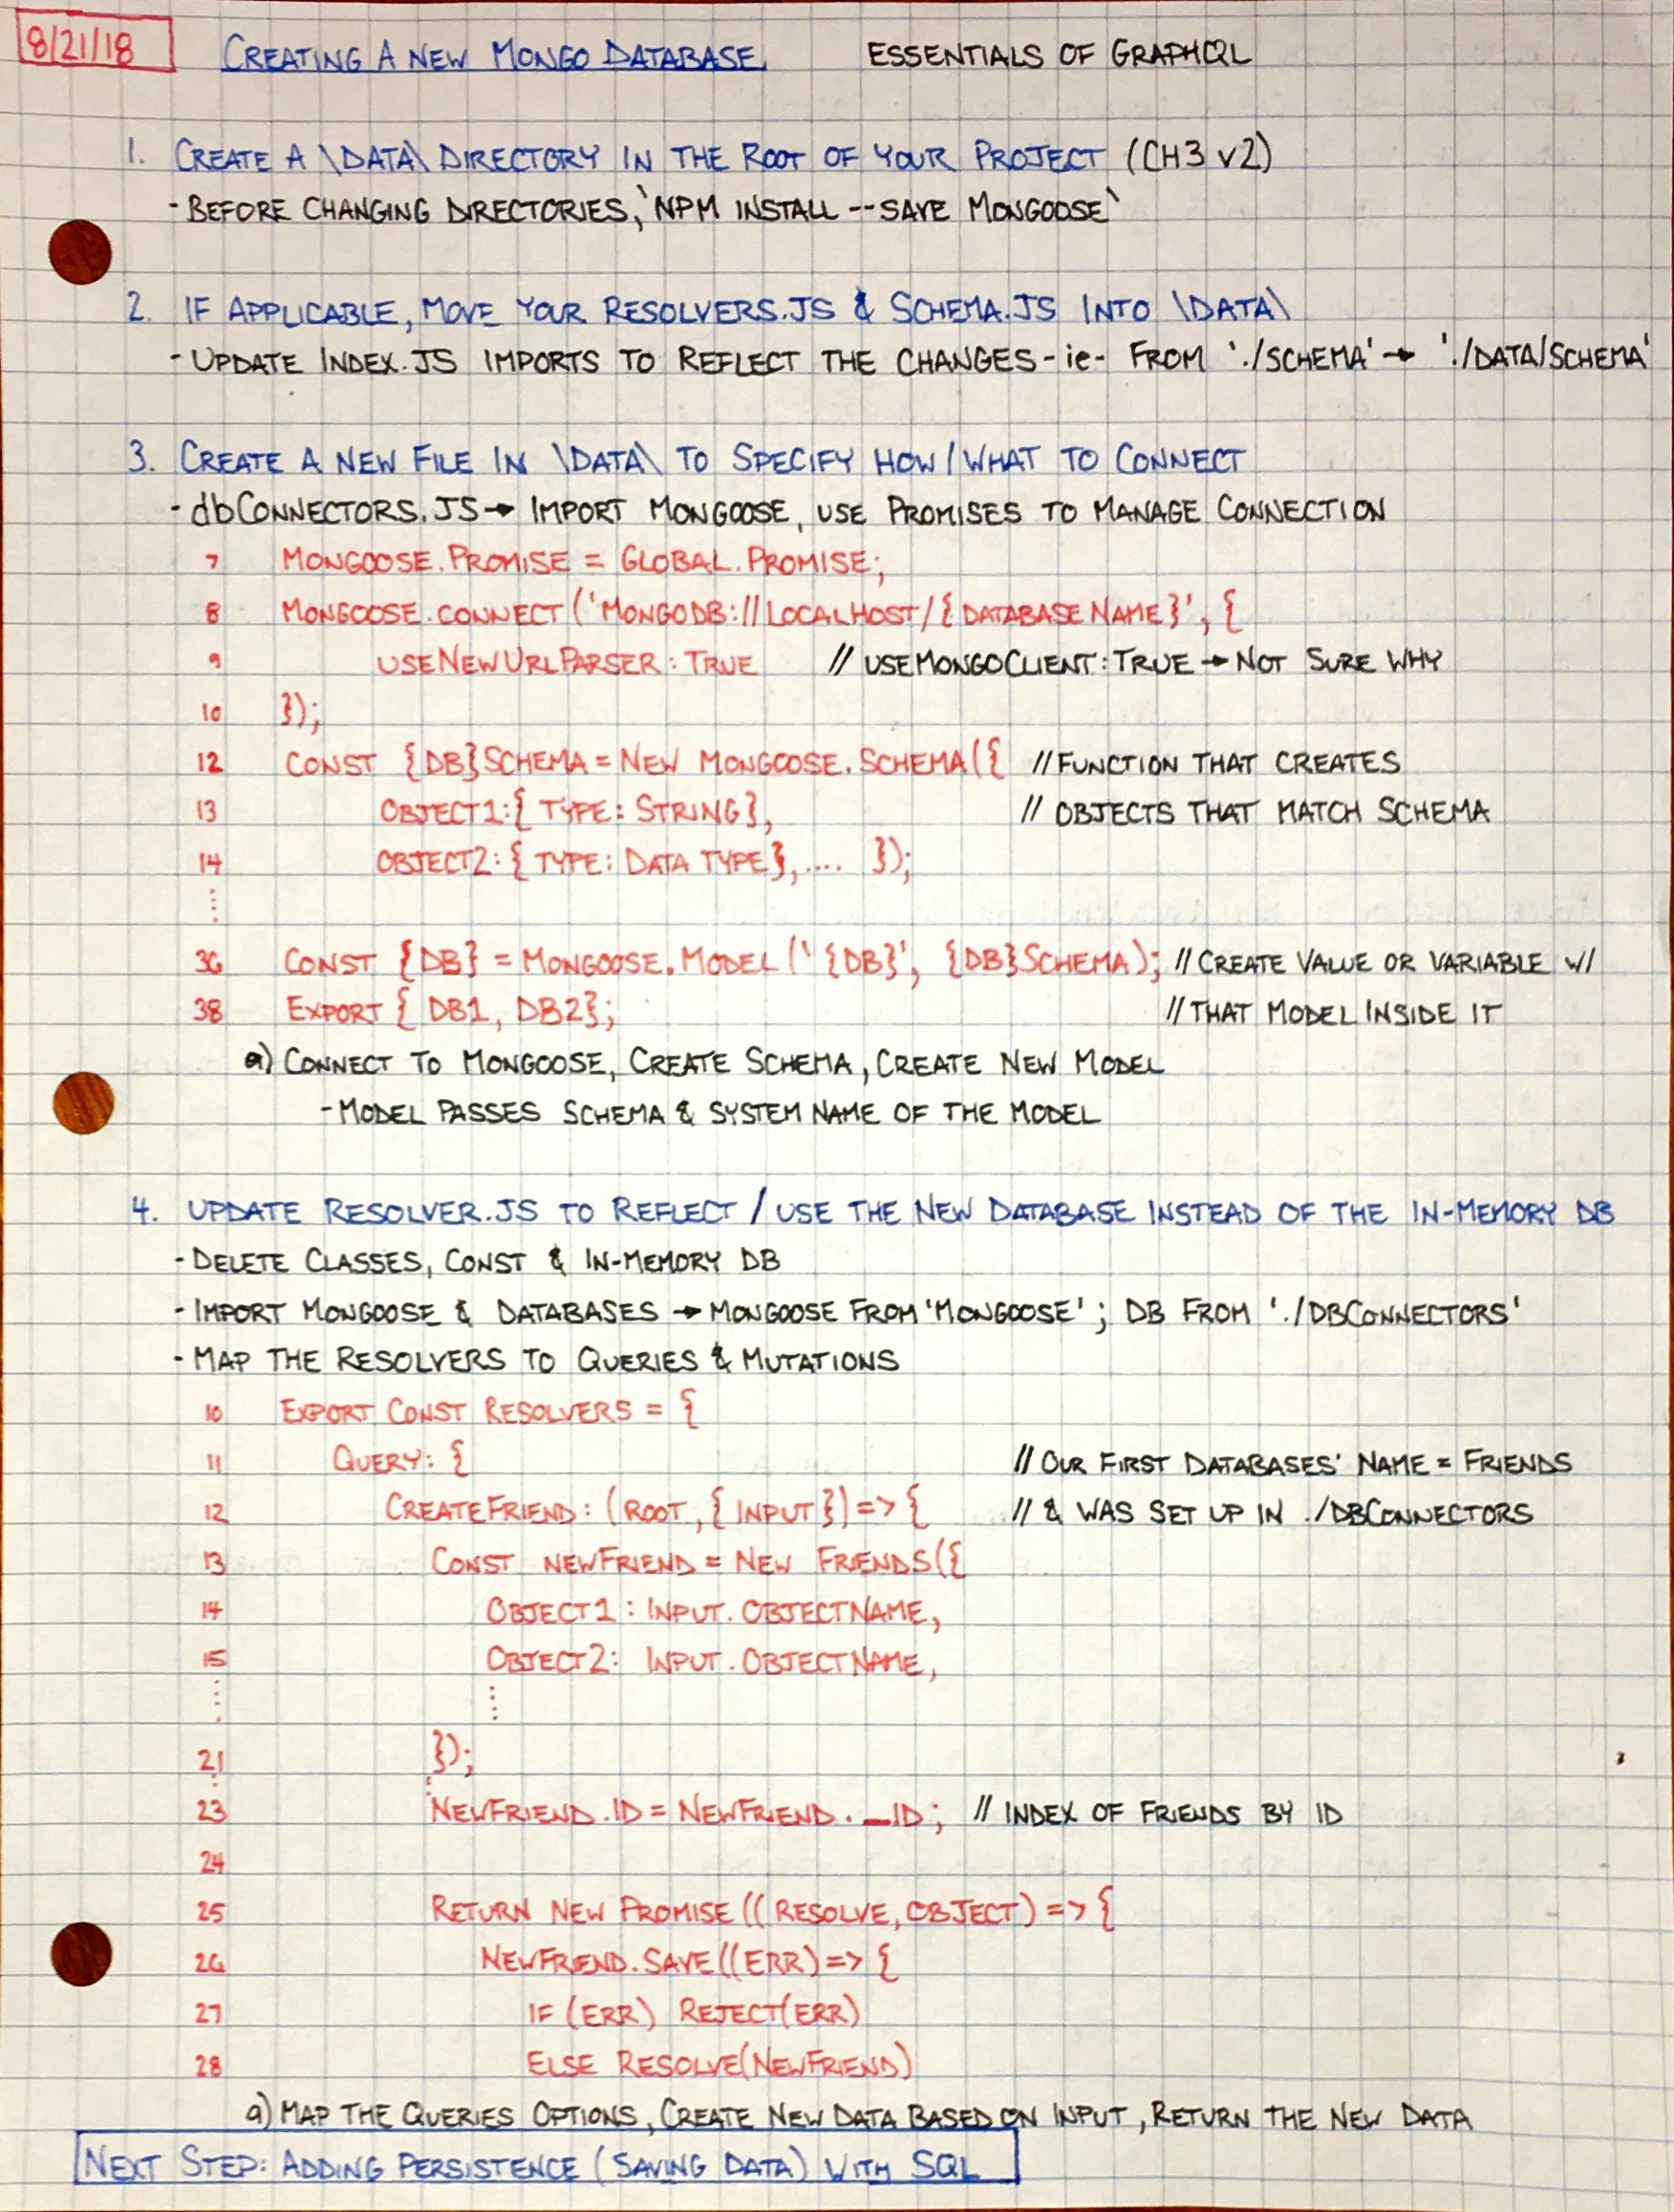 8/21/18 CREATING A NEW MONGO DATABASE ESSENTIALS OF GRAPHQL
1. CREATE A \DATA\ DIRECTORY IN THE ROOT OF YOUR PROJECT (CH3 V2)
- BEFORE CHANGING DIRECTORIES, `NPM INSTALL --SAVE MONGOOSE`
2. IF APPLICABLE, MOVE YOUR RESOLVERS.JS & SCHEMA.JS INTO \DATA\
- UPDATE INDEX.JS IMPORTS TO REFLECT THE CHANGES - ie - FROM './SCHEMA' → './DATA/SCHEMA'
3. CREATE A NEW FILE IN \DATA\ TO SPECIFY HOW/WHAT TO CONNECT
- dbCONNECTORS.JS → IMPORT MONGOOSE, USE PROMISES TO MANAGE CONNECTION
7 MONGOOSE.PROMISE = GLOBAL.PROMISE;
8 MONGOOSE.CONNECT('MONGODB://LOCALHOST/{DATABASE NAME}', {
9 USENEWURLPARSER: TRUE // USEMONGOCLIENT: TRUE → NOT SURE WHY
10 });
12 CONST {DB}SCHEMA = NEW MONGOOSE.SCHEMA({ // FUNCTION THAT CREATES
13 OBJECT1: { TYPE: STRING}, // OBJECTS THAT MATCH SCHEMA
14 OBJECT2: { TYPE: DATA TYPE}, .... });
36 CONST {DB} = MONGOOSE.MODEL('{DB}', {DB}SCHEMA); // CREATE VALUE OR VARIABLE W/
38 EXPORT { DB1, DB2}; // THAT MODEL INSIDE IT
a) CONNECT TO MONGOOSE, CREATE SCHEMA, CREATE NEW MODEL
- MODEL PASSES SCHEMA & SYSTEM NAME OF THE MODEL
4. UPDATE RESOLVER.JS TO REFLECT / USE THE NEW DATABASE INSTEAD OF THE IN-MEMORY DB
- DELETE CLASSES, CONST & IN-MEMORY DB
- IMPORT MONGOOSE & DATABASES → MONGOOSE FROM 'MONGOOSE'; DB FROM './DBCONNECTORS'
- MAP THE RESOLVERS TO QUERIES & MUTATIONS
10 EXPORT CONST RESOLVERS = {
11 QUERY: { // OUR FIRST DATABASES' NAME = FRIENDS
12 CREATEFRIEND: (ROOT, { INPUT }) => { // & WAS SET UP IN ./DBCONNECTORS
13 CONST NEWFRIEND = NEW FRIENDS({
14 OBJECT1: INPUT.OBJECTNAME,
15 OBJECT2: INPUT.OBJECTNAME,
21 });
23 NEWFRIEND.ID = NEWFRIEND._ID; // INDEX OF FRIENDS BY ID
24
25 RETURN NEW PROMISE((RESOLVE, OBJECT) => {
26 NEWFRIEND.SAVE((ERR) => {
27 IF (ERR) REJECT(ERR)
28 ELSE RESOLVE(NEWFRIEND)
a) MAP THE QUERIES OPTIONS, CREATE NEW DATA BASED ON INPUT, RETURN THE NEW DATA
NEXT STEP: ADDING PERSISTENCE (SAVING DATA) WITH SQL